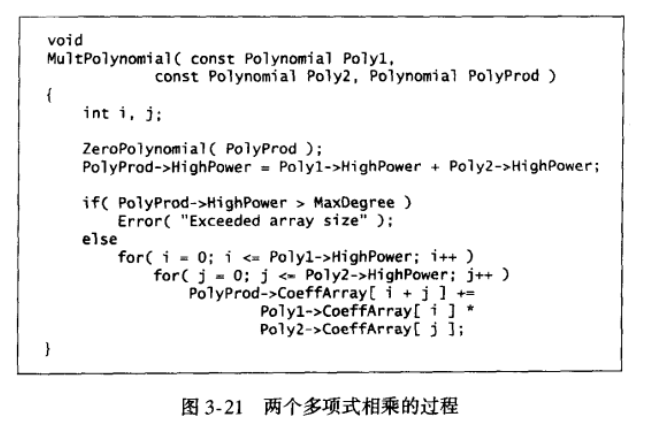 void
MultPolynomial( const Polynomial Poly1,
const Polynomial Poly2, Polynomial PolyProd )
{
int i, j;
ZeroPolynomial( PolyProd );
PolyProd->HighPower = Poly1->HighPower + Poly2->HighPower;
if( PolyProd->HighPower > MaxDegree )
Error( "Exceeded array size" );
else
for( i = 0; i <= Poly1->HighPower; i++ )
for( j = 0; j <= Poly2->HighPower; j++ )
PolyProd->CoeffArray[ i + j ] +=
Poly1->CoeffArray[ i ] *
Poly2->CoeffArray[ j ];
}
图 3-21 两个多项式相乘的过程